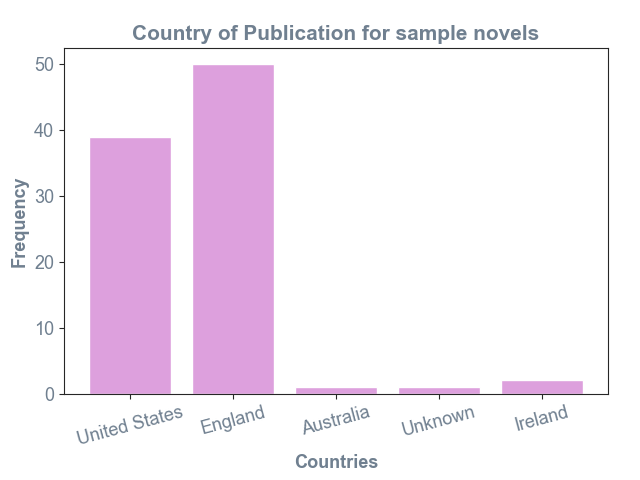 Country of Publication for sample novels
50
40
30
20
10
0
Frequency
United States
England
Australia
Unknown
Ireland
Countries